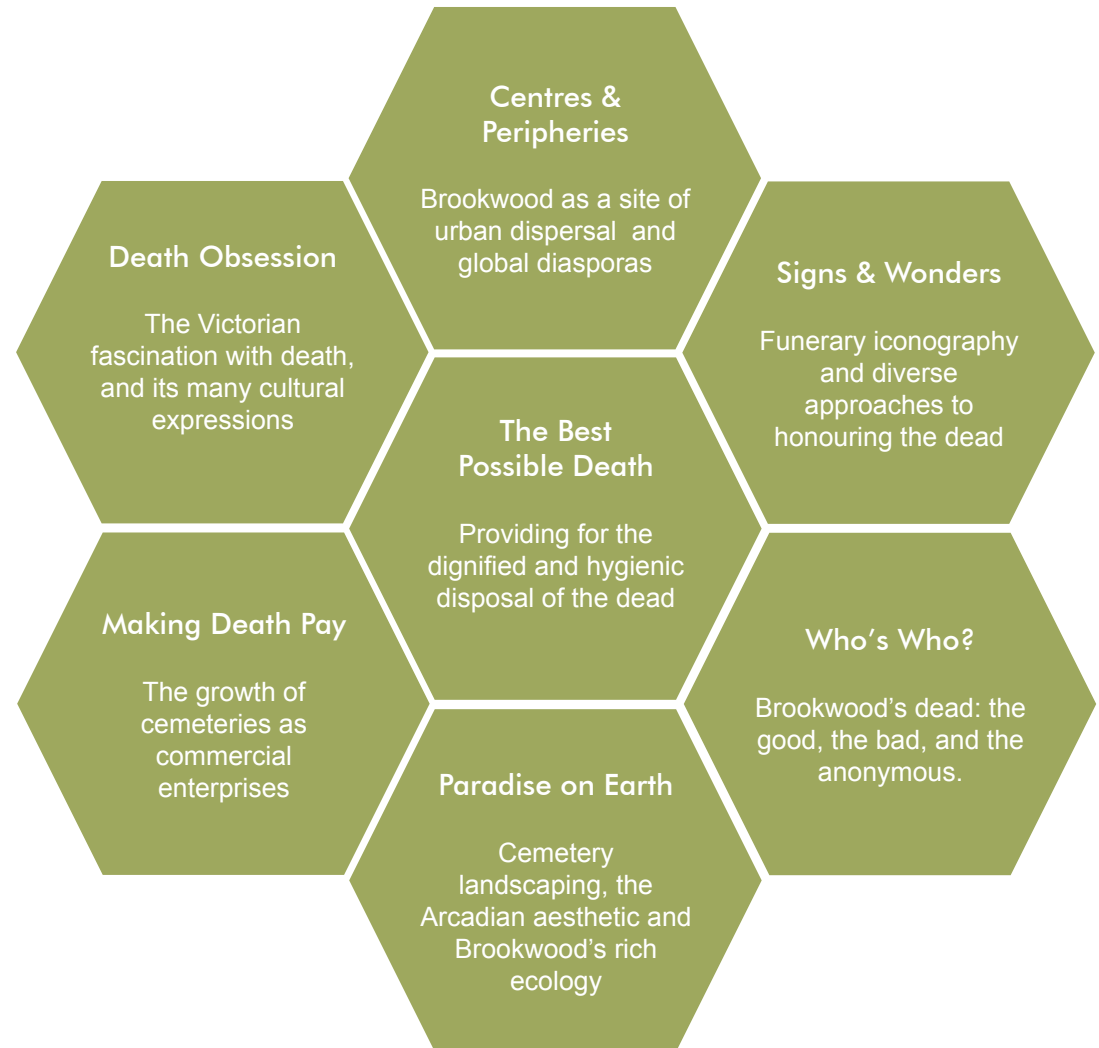 Centres &
Peripheries
Brookwood as a site of
urban dispersal  and
global diasporas
Death Obsession
The Victorian
fascination with death,
and its many cultural
expressions
Signs & Wonders
Funerary iconography
and diverse
approaches to
honouring the dead
The Best
Possible Death
Providing for the
dignified and hygienic
disposal of the dead
Making Death Pay
The growth of
cemeteries as
commercial
enterprises
Who's Who?
Brookwood's dead: the
good, the bad, and the
anonymous.
Paradise on Earth
Cemetery
landscaping, the
Arcadian aesthetic and
Brookwood's rich
ecology